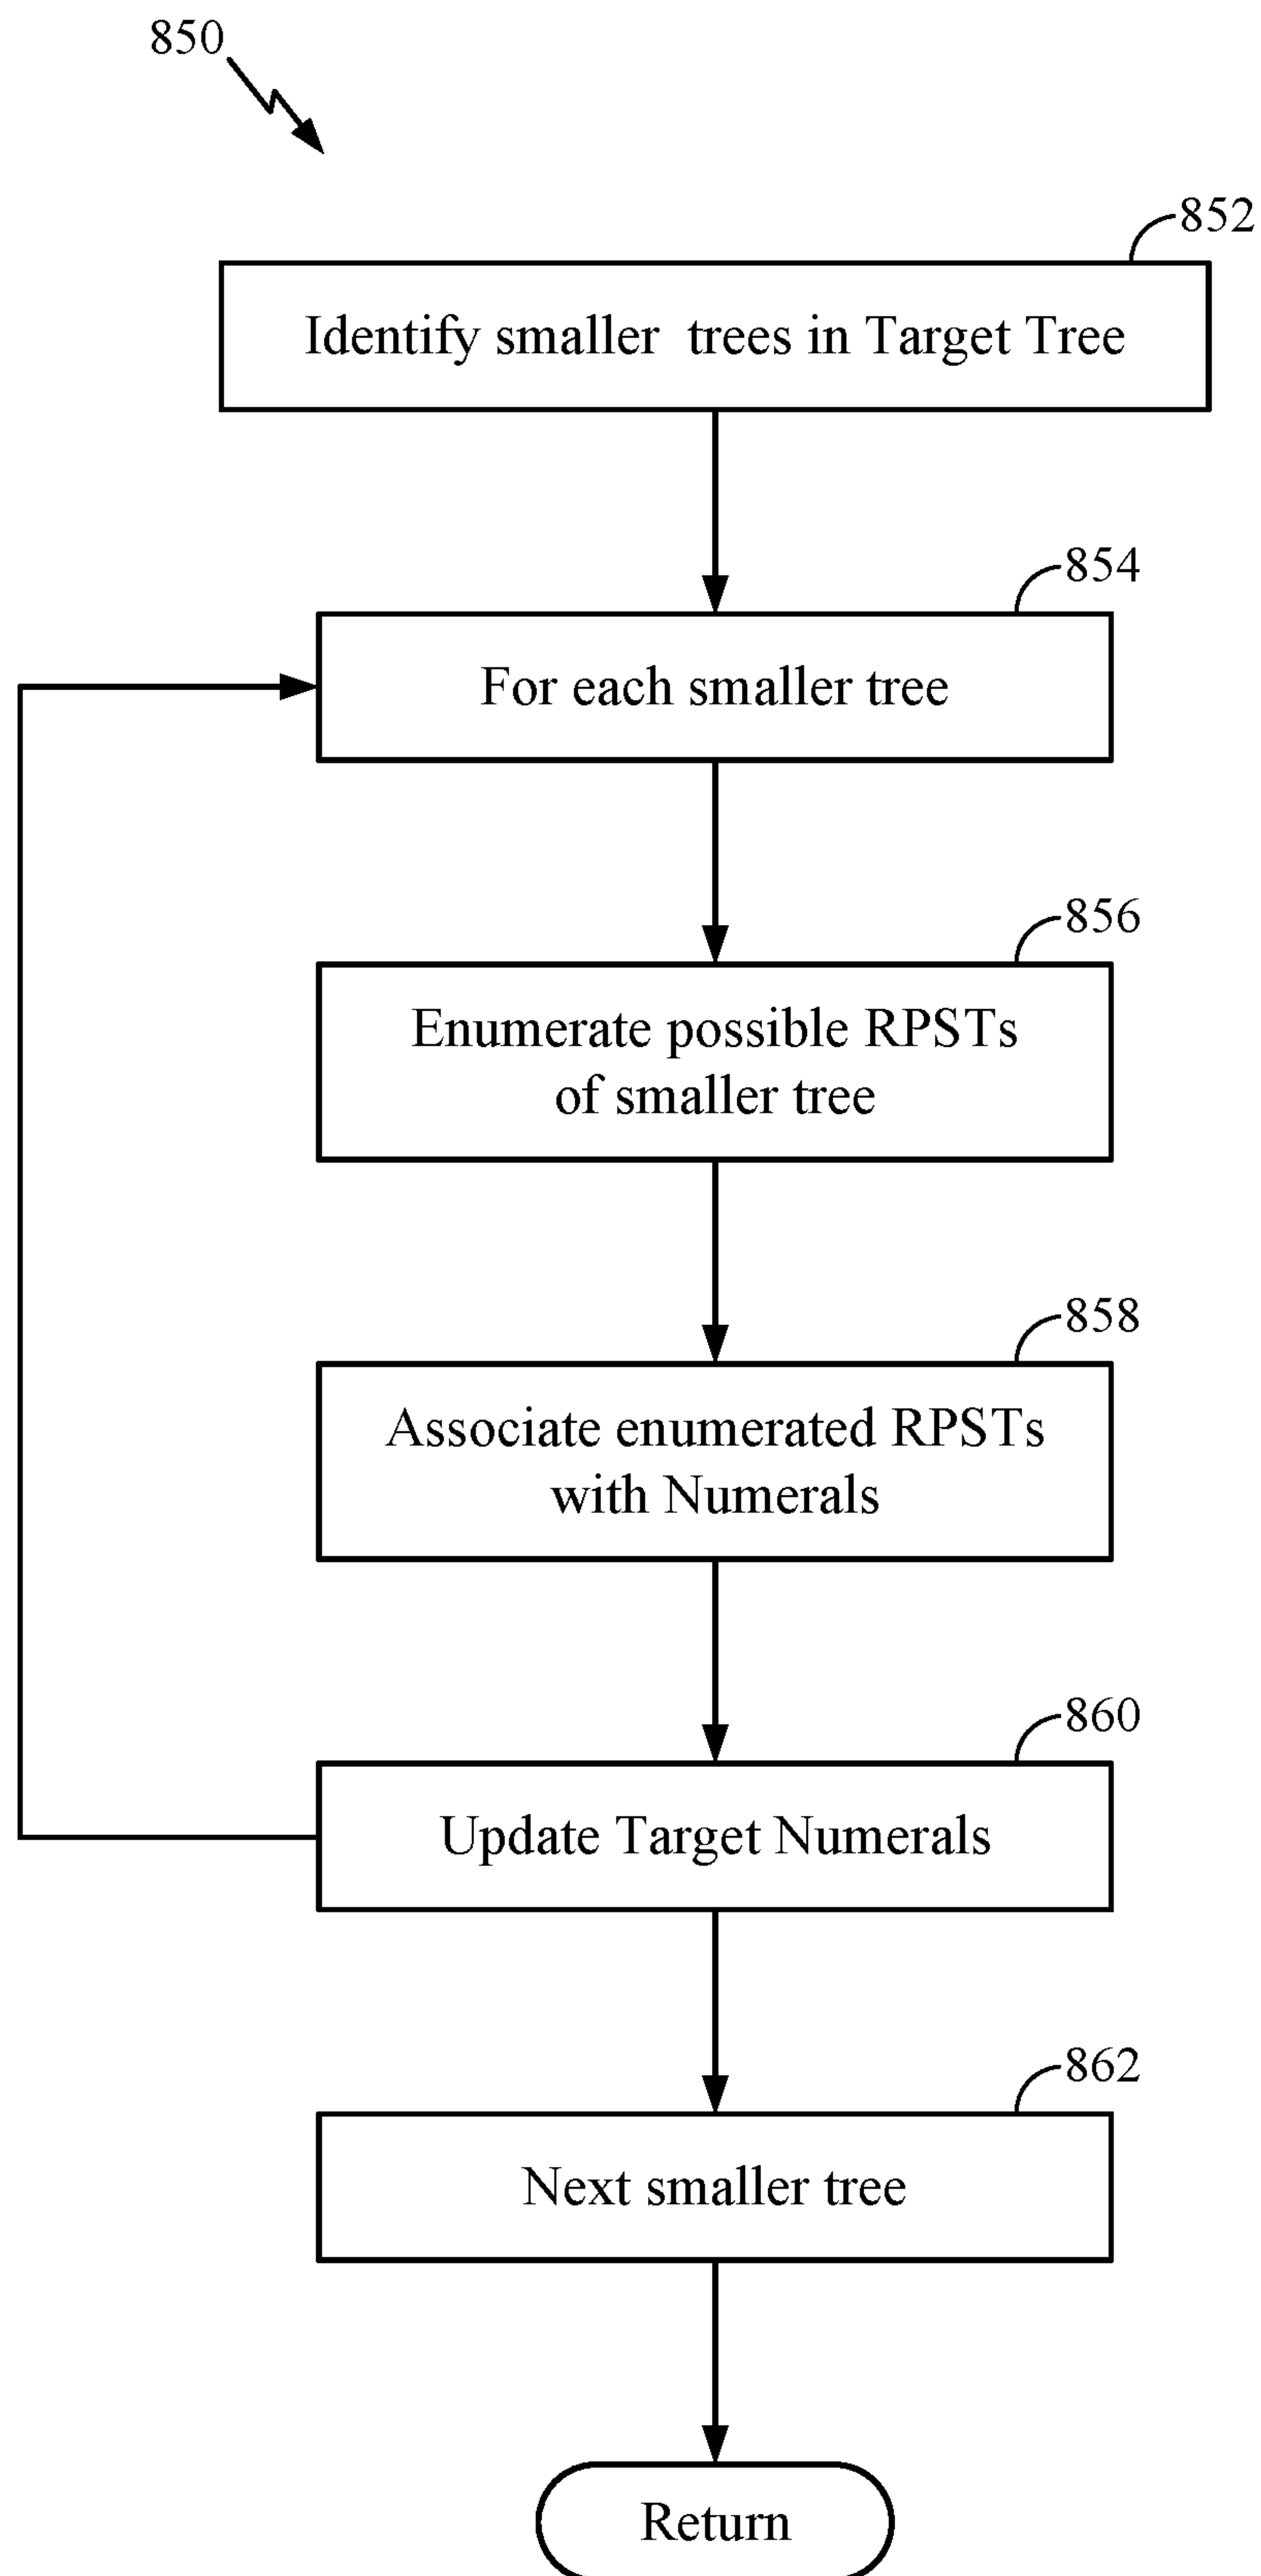 850
852
Identify smaller trees in Target Tree
854
For each smaller tree
856
Enumerate possible RPSTs
of smaller tree
858
Associate enumerated RPSTs
with Numerals
860
Update Target Numerals
862
Next smaller tree
Return